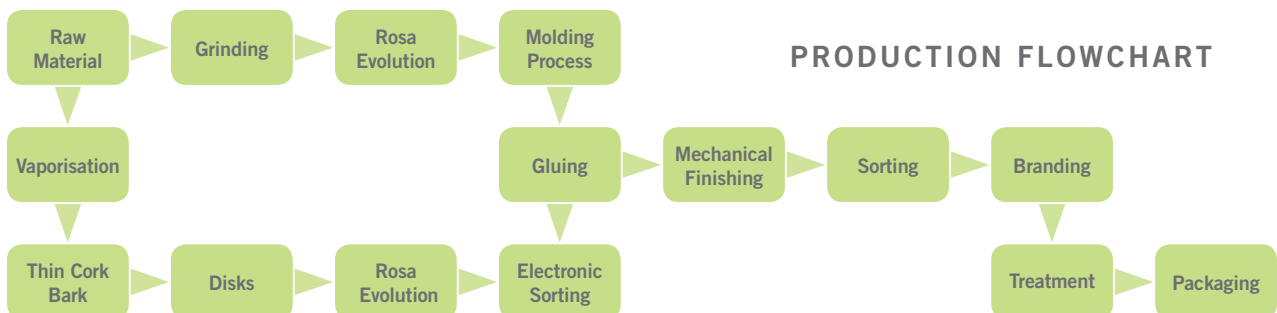 Raw
Material
Grinding
Rosa
Evolution
Molding
Process
PRODUCTION FLOWCHART
Vaporisation
Gluing
Mechanical
Finishing
Sorting
Branding
Thin Cork
Bark
Disks
Rosa
Evolution
Electronic
Sorting
Treatment
Packaging